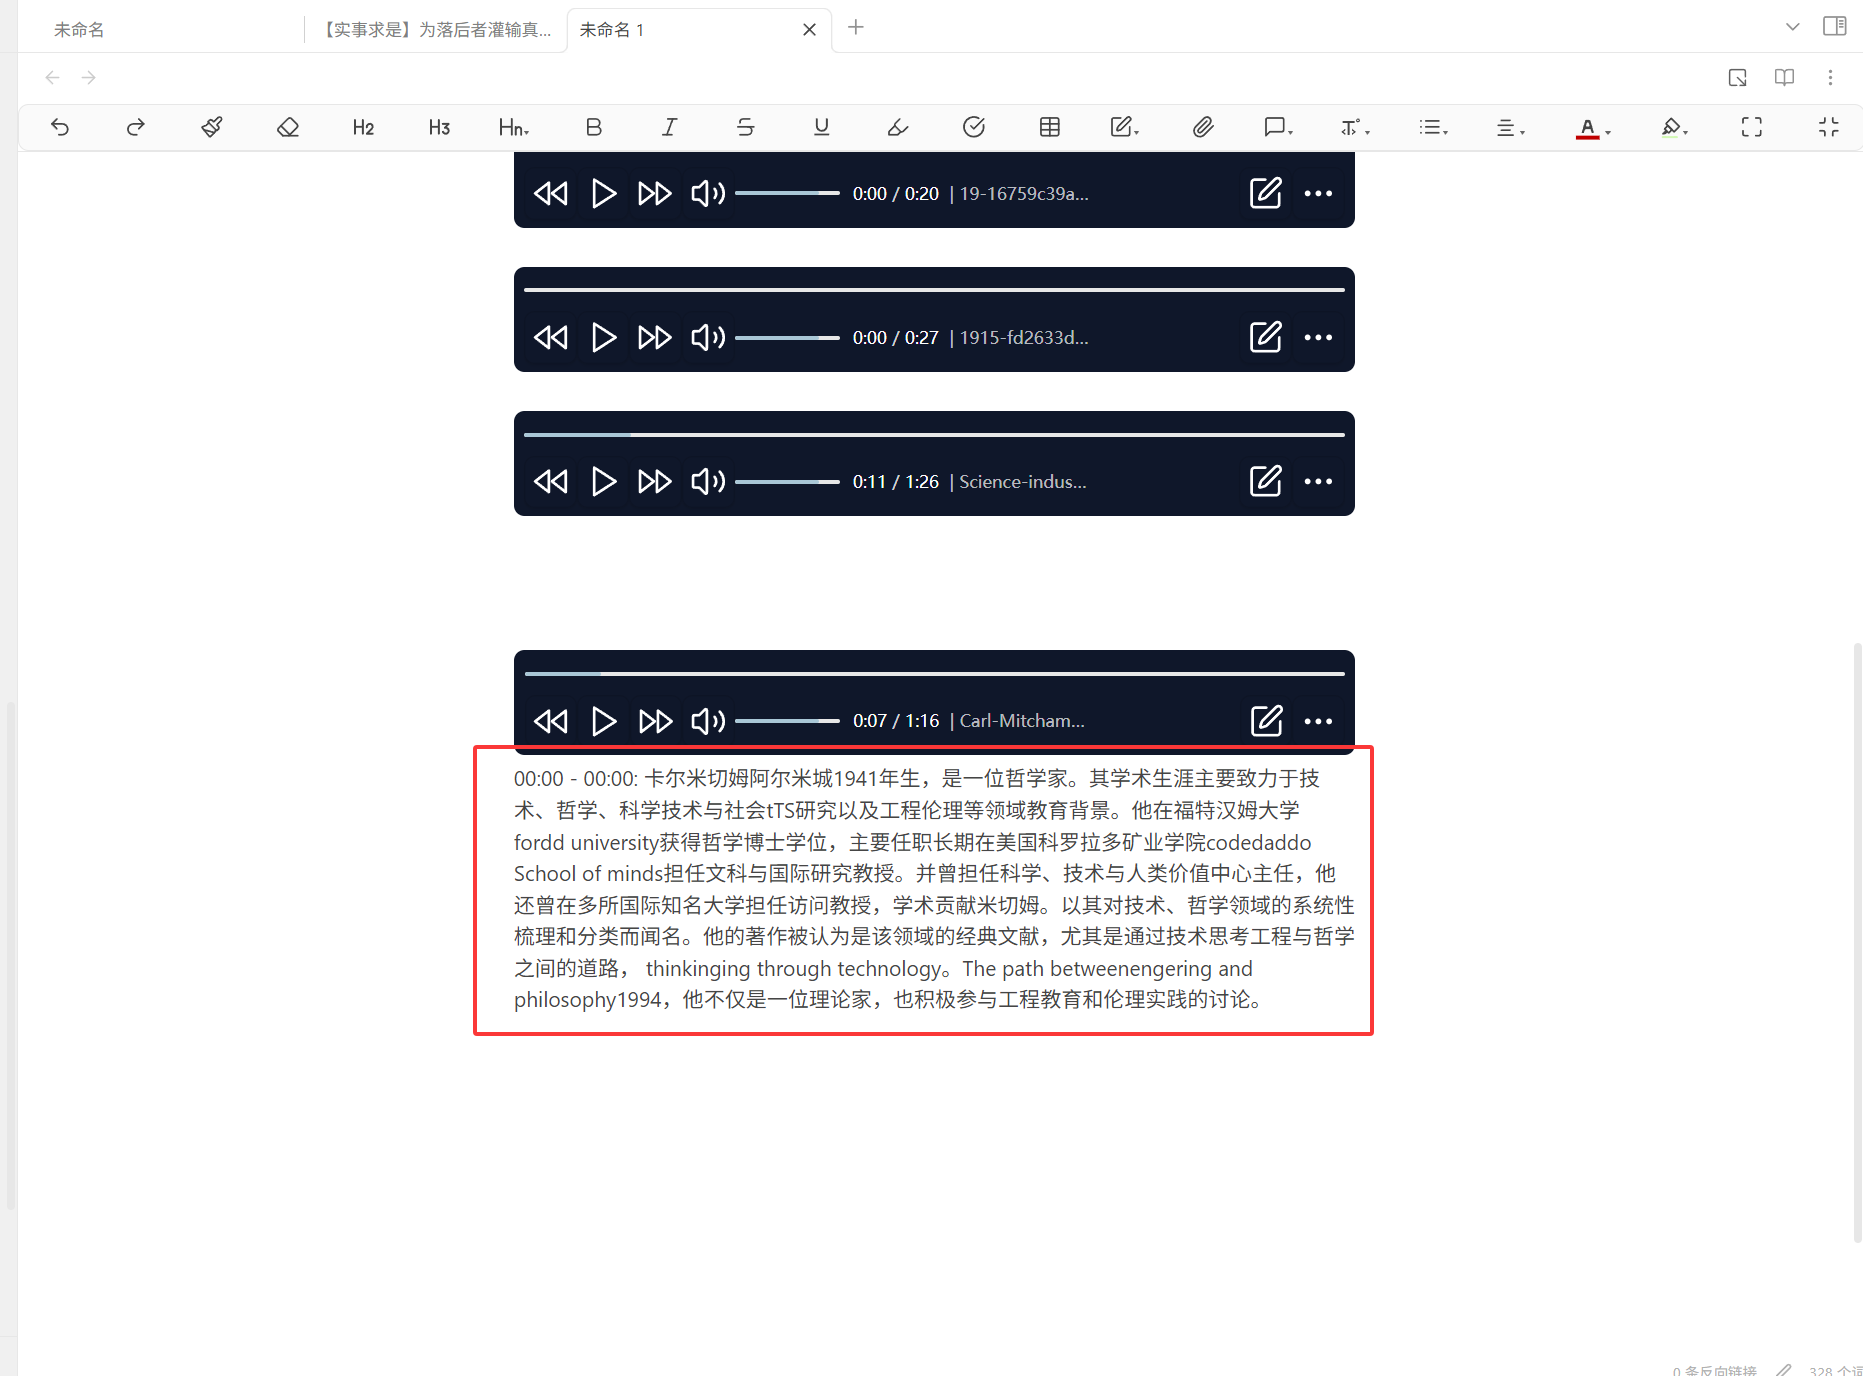 未命名
【实事求是】为落后者灌输真...
未命名 1
H2
H3
Hn
B
I
S
U
A
0:00 / 0:20 | 19-16759c39a...
0:00 / 0:27 | 1915-fd2633d...
0:11 / 1:26 | Science-indus...
0:07 / 1:16 | Carl-Mitcham...
00:00 - 00:00: 卡尔米切姆阿尔米城1941年生，是一位哲学家。其学术生涯主要致力于技
术、哲学、科学技术与社会tTS研究以及工程伦理等领域教育背景。他在福特汉姆大学
fordd university获得哲学博士学位，主要任职长期在美国科罗拉多矿业学院codedaddo
School of minds担任文科与国际研究教授。并曾担任科学、技术与人类价值中心主任，他
还曾在多所国际知名大学担任访问教授，学术贡献米切姆。以其对技术、哲学领域的系统性
梳理和分类而闻名。他的著作被认为是该领域的经典文献，尤其是通过技术思考工程与哲学
之间的道路， thinkinging through technology。The path betweenengering and
philosophy1994，他不仅是一位理论家，也积极参与工程教育和伦理实践的讨论。
0 条反向链接
328 个词